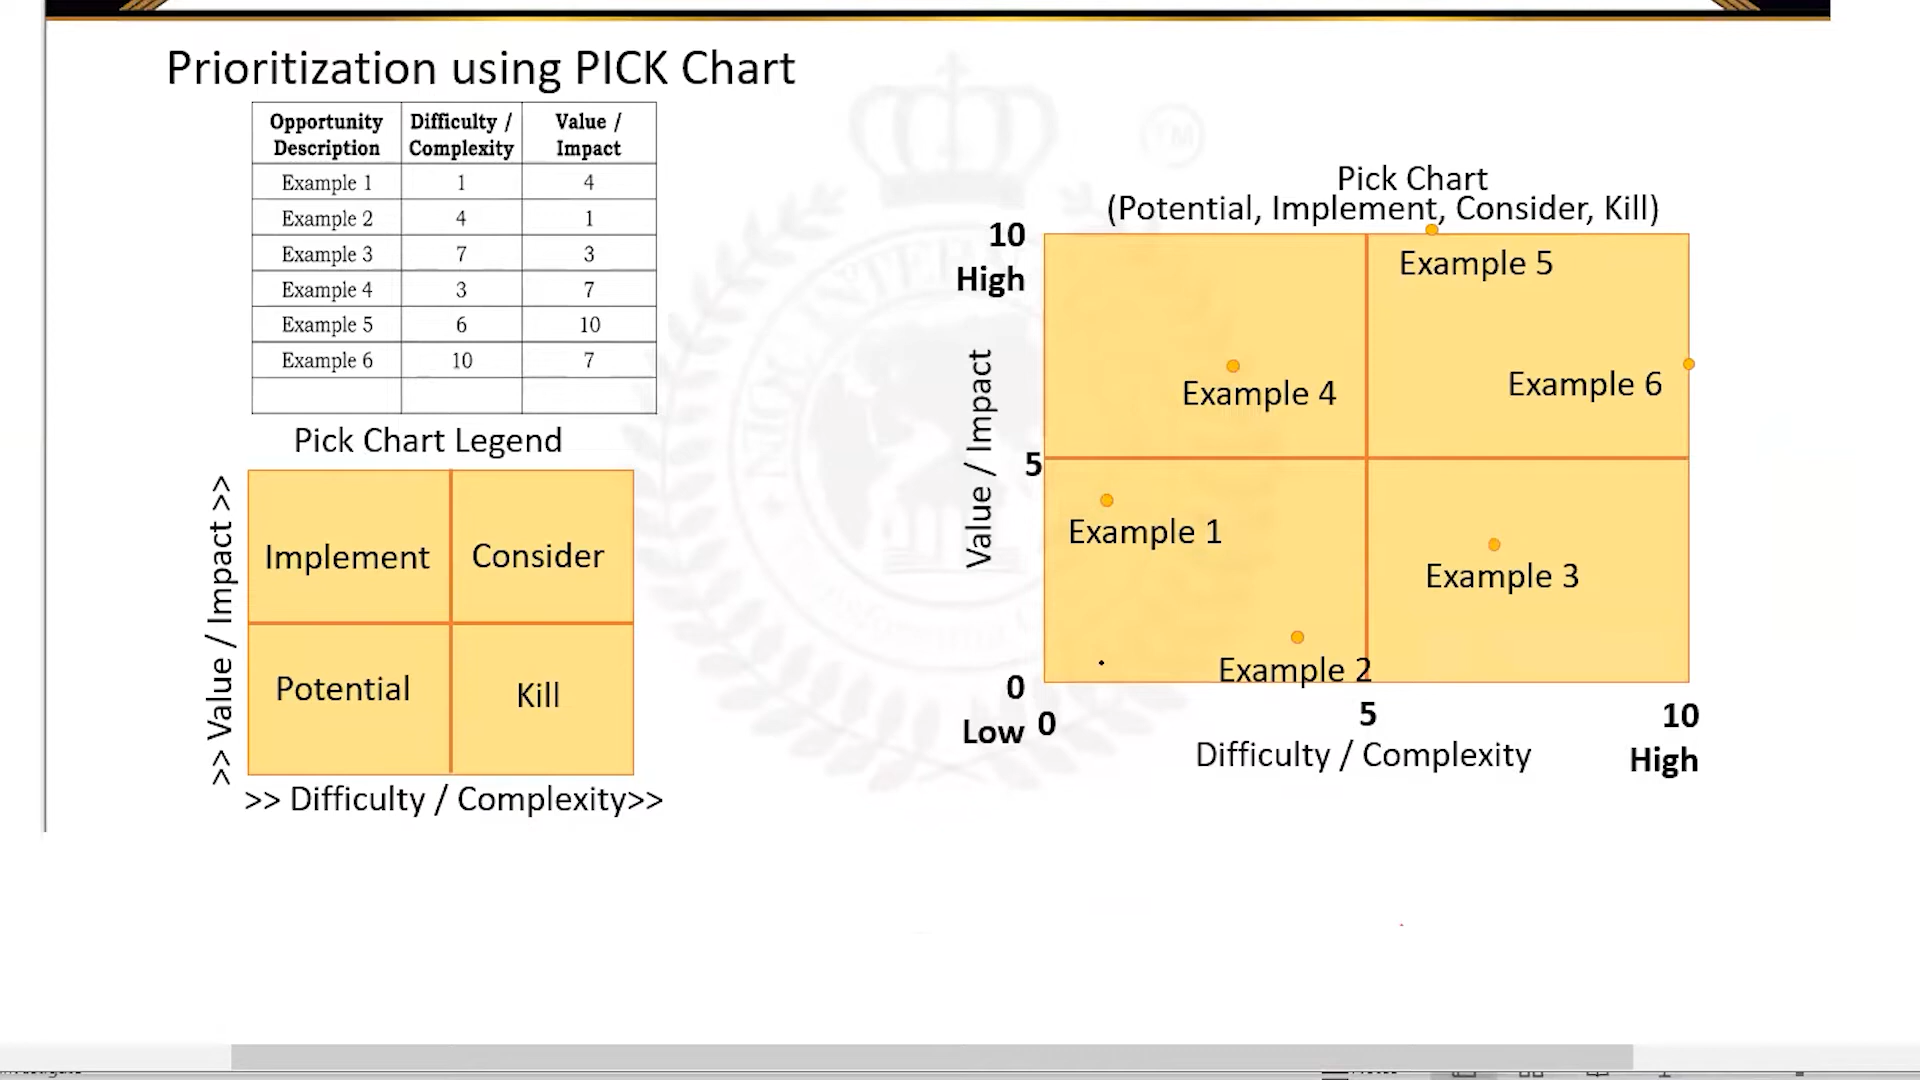 Prioritization using PICK Chart
Opportunity Description Difficulty / Complexity Value / Impact
Example 1 1 4
Example 2 4 1
Example 3 7 3
Example 4 3 7
Example 5 6 10
Example 6 10 7
Pick Chart Legend
>> Value / Impact >>
Implement Consider
Potential Kill
>> Difficulty / Complexity>>
TM
Pick Chart
(Potential, Implement, Consider, Kill)
10
High
Example 5
Value / Impact
Example 4
Example 6
5
Example 1
Example 3
Example 2
0
Low
0 5 10
Difficulty / Complexity
High